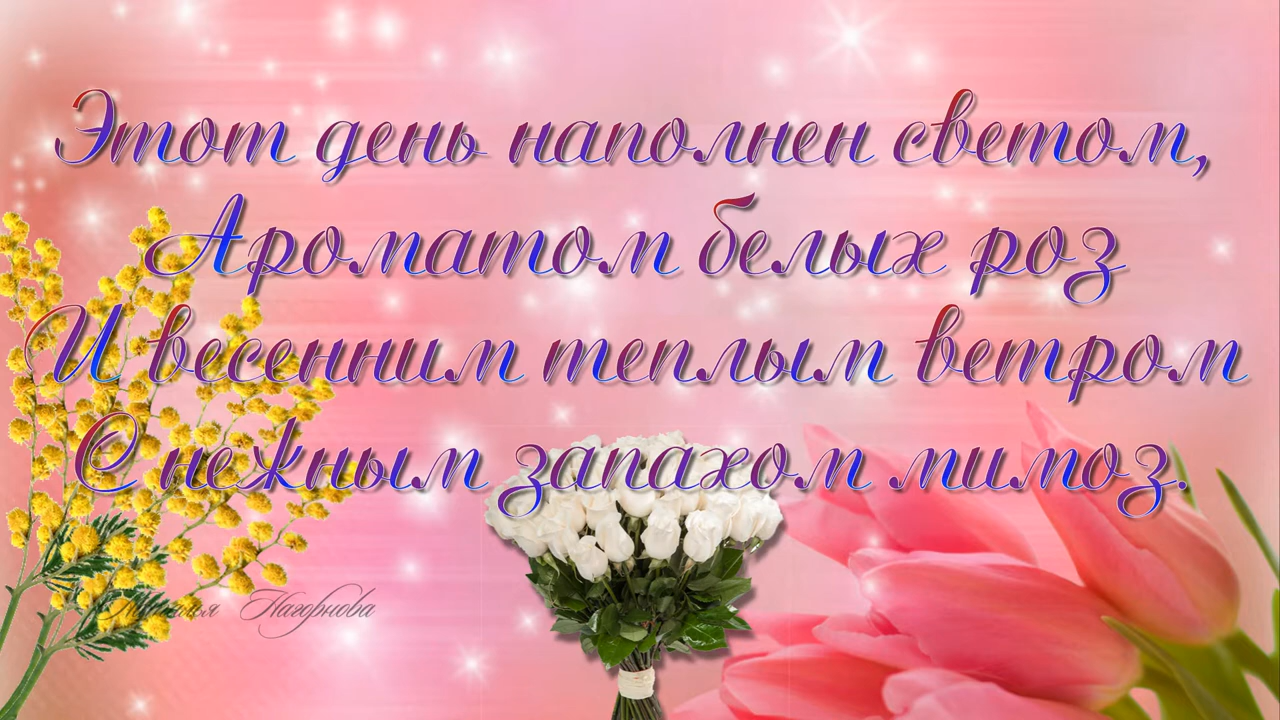 Этот день наполнен светом,
Ароматом белых роз
И весенним теплым ветром
С нежным запахом мимоз.
Нагорнова